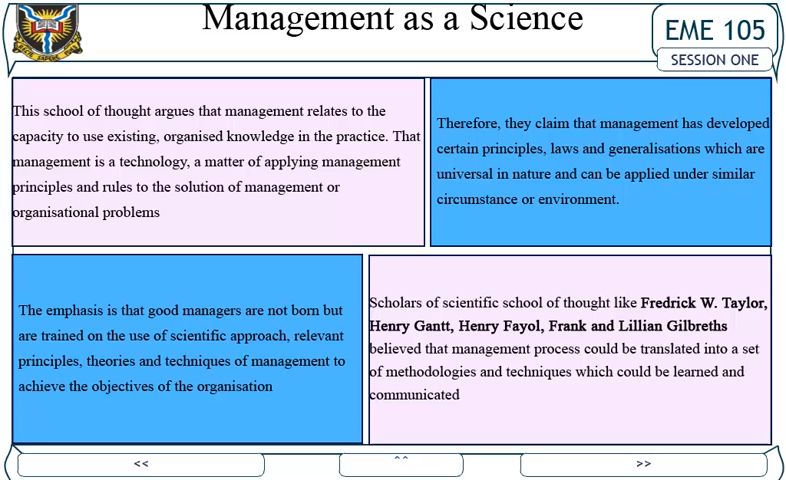 Management as a Science
EME 105
SESSION ONE
This school of thought argues that management relates to the
capacity to use existing, organised knowledge in the practice. That
management is a technology, a matter of applying management
principles and rules to the solution of management or
organisational problems
Therefore, they claim that management has developed
certain principles, laws and generalisations which are
universal in nature and can be applied under similar
circumstance or environment.
The emphasis is that good managers are not born but
are trained on the use of scientific approach, relevant
principles, theories and techniques of management to
achieve the objectives of the organisation
Scholars of scientific school of thought like Fredrick W. Taylor,
Henry Gantt, Henry Fayol, Frank and Lillian Gilbreths
believed that management process could be translated into a set
of methodologies and techniques which could be learned and
communicated
<<
^^
>>